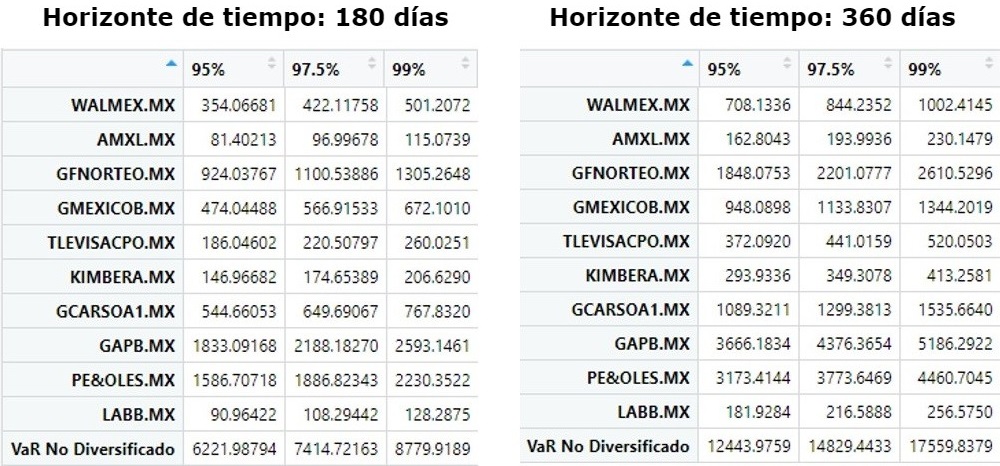 Horizonte de tiempo: 180 días
95% 97.5% 99%
WALMEX.MX 354.06681 422.11758 501.2072
AMXL.MX 81.40213 96.99678 115.0739
GFNORTEO.MX 924.03767 1100.53886 1305.2648
GMEXICOB.MX 474.04488 566.91533 672.1010
TLEVISACPO.MX 186.04602 220.50797 260.0251
KIMBERA.MX 146.96682 174.65389 206.6290
GCARSOA1.MX 544.66053 649.69067 767.8320
GAPB.MX 1833.09168 2188.18270 2593.1461
PE&OLES.MX 1586.70718 1886.82343 2230.3522
LABB.MX 90.96422 108.29442 128.2875
VaR No Diversificado 6221.98794 7414.72163 8779.9189
Horizonte de tiempo: 360 días
95% 97.5% 99%
WALMEX.MX 708.1336 844.2352 1002.4145
AMXL.MX 162.8043 193.9936 230.1479
GFNORTEO.MX 1848.0753 2201.0777 2610.5296
GMEXICOB.MX 948.0898 1133.8307 1344.2019
TLEVISACPO.MX 372.0920 441.0159 520.0503
KIMBERA.MX 293.9336 349.3078 413.2581
GCARSOA1.MX 1089.3211 1299.3813 1535.6640
GAPB.MX 3666.1834 4376.3654 5186.2922
PE&OLES.MX 3173.4144 3773.6469 4460.7045
LABB.MX 181.9284 216.5888 256.5750
VaR No Diversificado 12443.9759 14829.4433 17559.8379